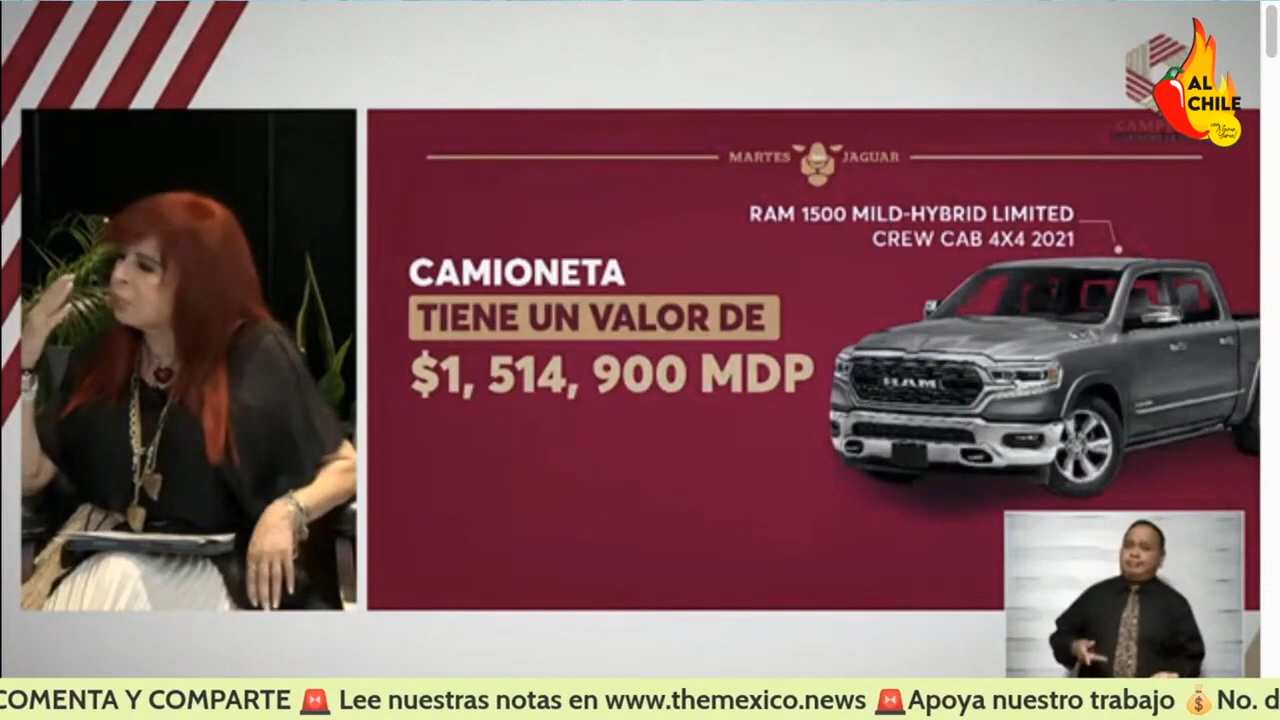 AL
CHILE
MARTES JAGUAR
RAM 1500 MILD-HYBRID LIMITED
CREW CAB 4X4 2021
CAMIONETA
TIENE UN VALOR DE
$1, 514, 900 MDP
RAM
COMENTA Y COMPARTE 🚨 Lee nuestras notas en www.themexico.news 🚨Apoya nuestro trabajo 💰No. d